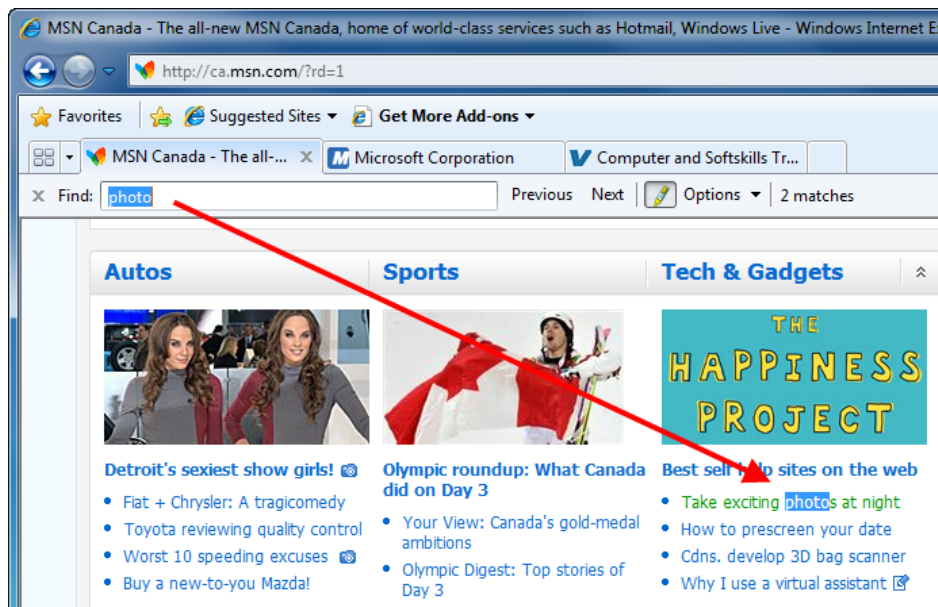 MSN Canada - The all-new MSN Canada, home of world-class services such as Hotmail, Windows Live - Windows Internet E
http://ca.msn.com/?rd=1
Favorites Suggested Sites Get More Add-ons
MSN Canada - The all-... Microsoft Corporation Computer and Softskills Tr...
Find: photo Previous Next Options 2 matches
Autos
Detroit's sexiest show girls!
Fiat + Chrysler: A tragicomedy
Toyota reviewing quality control
Worst 10 speeding excuses
Buy a new-to-you Mazda!
Sports
Olympic roundup: What Canada
did on Day 3
Your View: Canada's gold-medal
ambitions
Olympic Digest: Top stories of
Day 3
Tech & Gadgets
THE
HAPPINESS
PROJECT
Best self help sites on the web
Take exciting photos at night
How to prescreen your date
Cdns. develop 3D bag scanner
Why I use a virtual assistant